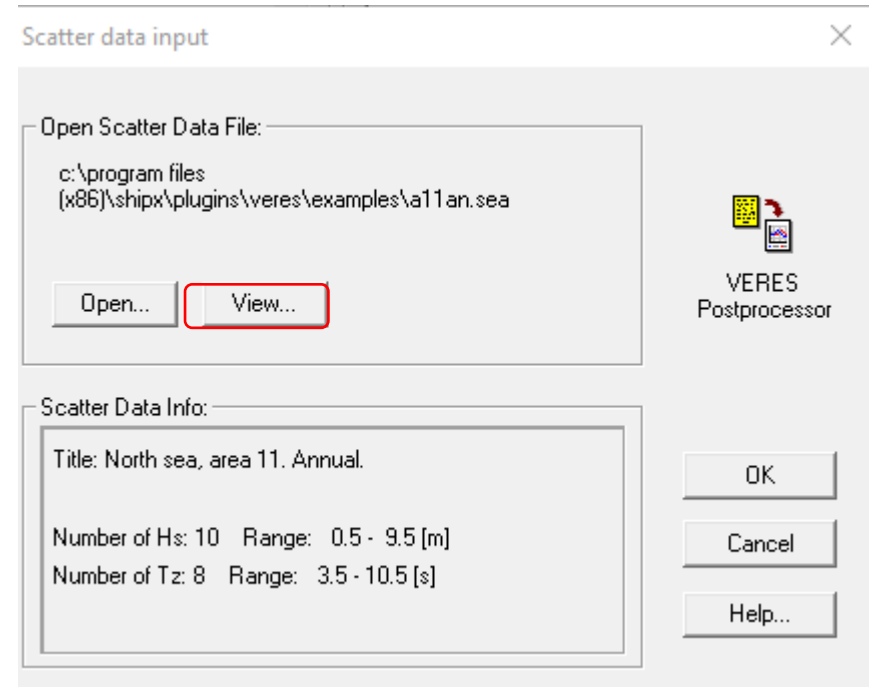 Scatter data input
Open Scatter Data File:
c:\program files
(x86)\shipx\plugins\veres\examples\a11an.sea
Open...
View...
VERES
Postprocessor
Scatter Data Info:
Title: North sea, area 11. Annual.
Number of Hs: 10 Range: 0.5 - 9.5 [m]
Number of Tz: 8 Range: 3.5 - 10.5 [s]
OK
Cancel
Help...